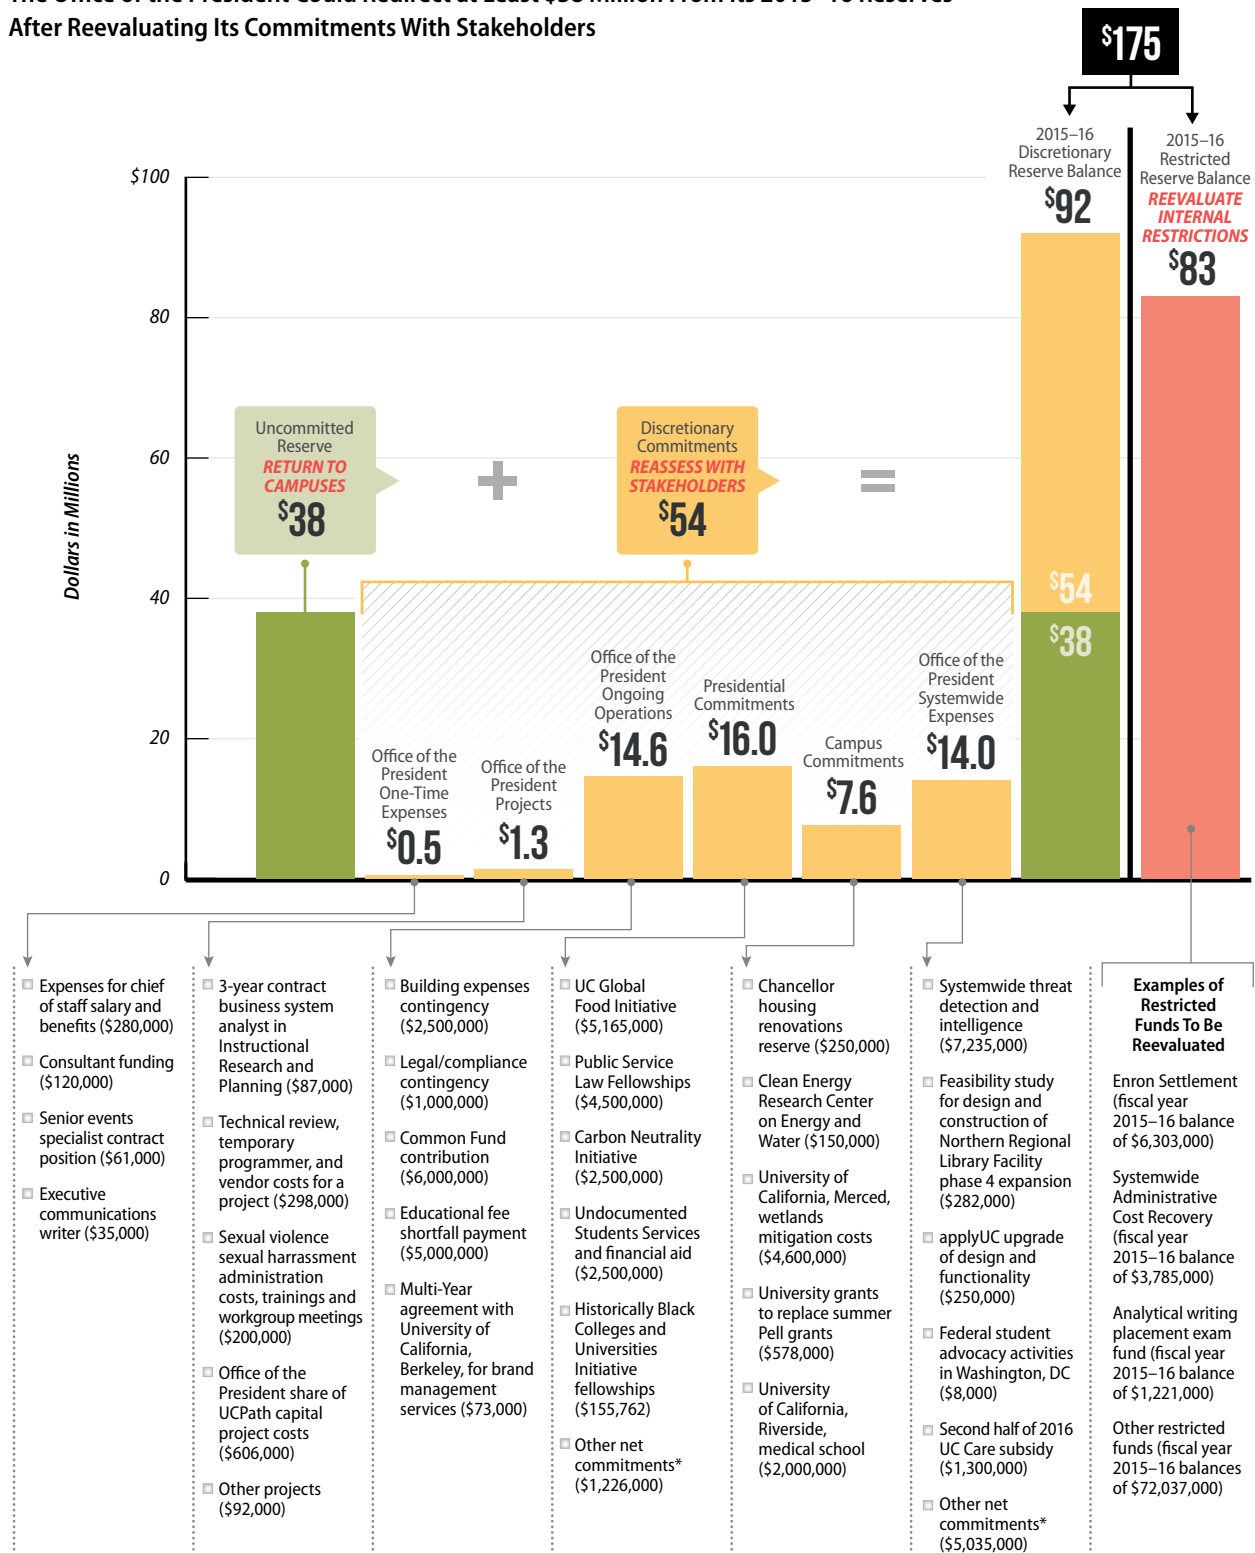 The Office of the President Could Redirect at Least $38 Million From Its 2015–16 Reserves
After Reevaluating Its Commitments With Stakeholders
$175
2015–16
Discretionary
Reserve Balance
$92
2015–16
Restricted
Reserve Balance
REEVALUATE
INTERNAL
RESTRICTIONS
$83
$100
80
60
40
20
0
Dollars in Millions
Uncommitted
Reserve
RETURN TO
CAMPUSES
$38
+
Discretionary
Commitments
REASSESS WITH
STAKEHOLDERS
$54
=
$54
$38
Office of the
President
One-Time
Expenses
$0.5
Office of the
President
Projects
$1.3
Office of the
President
Ongoing
Operations
$14.6
Presidential
Commitments
$16.0
Campus
Commitments
$7.6
Office of the
President
Systemwide
Expenses
$14.0
Expenses for chief
of staff salary and
benefits ($280,000)
Consultant funding
($120,000)
Senior events
specialist contract
position ($61,000)
Executive
communications
writer ($35,000)
3-year contract
business system
analyst in
Instructional
Research and
Planning ($87,000)
Technical review,
temporary
programmer, and
vendor costs for a
project ($298,000)
Sexual violence
sexual harrassment
administration
costs, trainings and
workgroup meetings
($200,000)
Office of the
President share of
UCPath capital
project costs
($606,000)
Other projects
($92,000)
Building expenses
contingency
($2,500,000)
Legal/compliance
contingency
($1,000,000)
Common Fund
contribution
($6,000,000)
Educational fee
shortfall payment
($5,000,000)
Multi-Year
agreement with
University of
California,
Berkeley, for brand
management
services ($73,000)
UC Global
Food Initiative
($5,165,000)
Public Service
Law Fellowships
($4,500,000)
Carbon Neutrality
Initiative
($2,500,000)
Undocumented
Students Services
and financial aid
($2,500,000)
Historically Black
Colleges and
Universities
Initiative
fellowships
($155,762)
Other net
commitments*
($1,226,000)
Chancellor
housing
renovations
reserve ($250,000)
Clean Energy
Research Center
on Energy and
Water ($150,000)
University of
California, Merced,
wetlands
mitigation costs
($4,600,000)
University grants
to replace summer
Pell grants
($578,000)
University
of California,
Riverside,
medical school
($2,000,000)
Systemwide threat
detection and
intelligence
($7,235,000)
Feasibility study
for design and
construction of
Northern Regional
Library Facility
phase 4 expansion
($282,000)
applyUC upgrade
of design and
functionality
($250,000)
Federal student
advocacy activities
in Washington, DC
($8,000)
Second half of 2016
UC Care subsidy
($1,300,000)
Other net
commitments*
($5,035,000)
Examples of
Restricted
Funds To Be
Reevaluated
Enron Settlement
(fiscal year
2015–16 balance
of $6,303,000)
Systemwide
Administrative
Cost Recovery
(fiscal year
2015–16 balance
of $3,785,000)
Analytical writing
placement exam
fund (fiscal year
2015–16 balance
of $1,221,000)
Other restricted
funds (fiscal year
2015–16 balances
of $72,037,000)